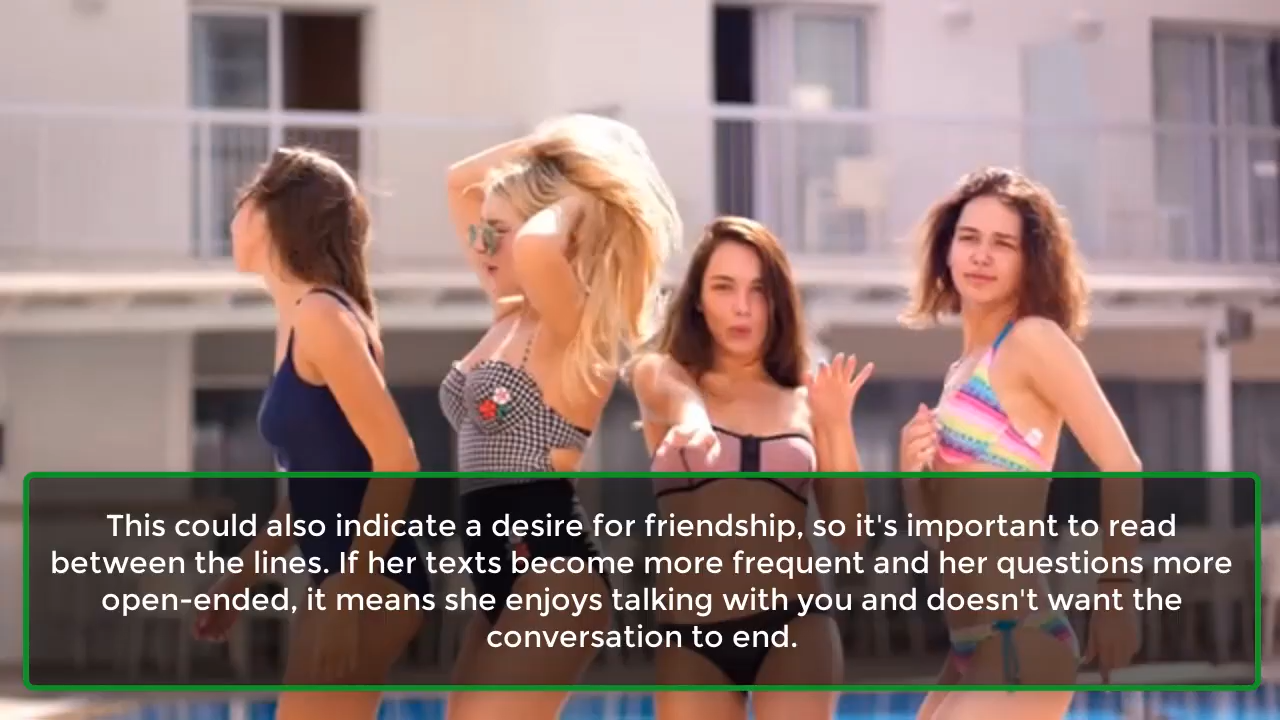 This could also indicate a desire for friendship, so it's important to read
between the lines. If her texts become more frequent and her questions more
open-ended, it means she enjoys talking with you and doesn't want the
conversation to end.